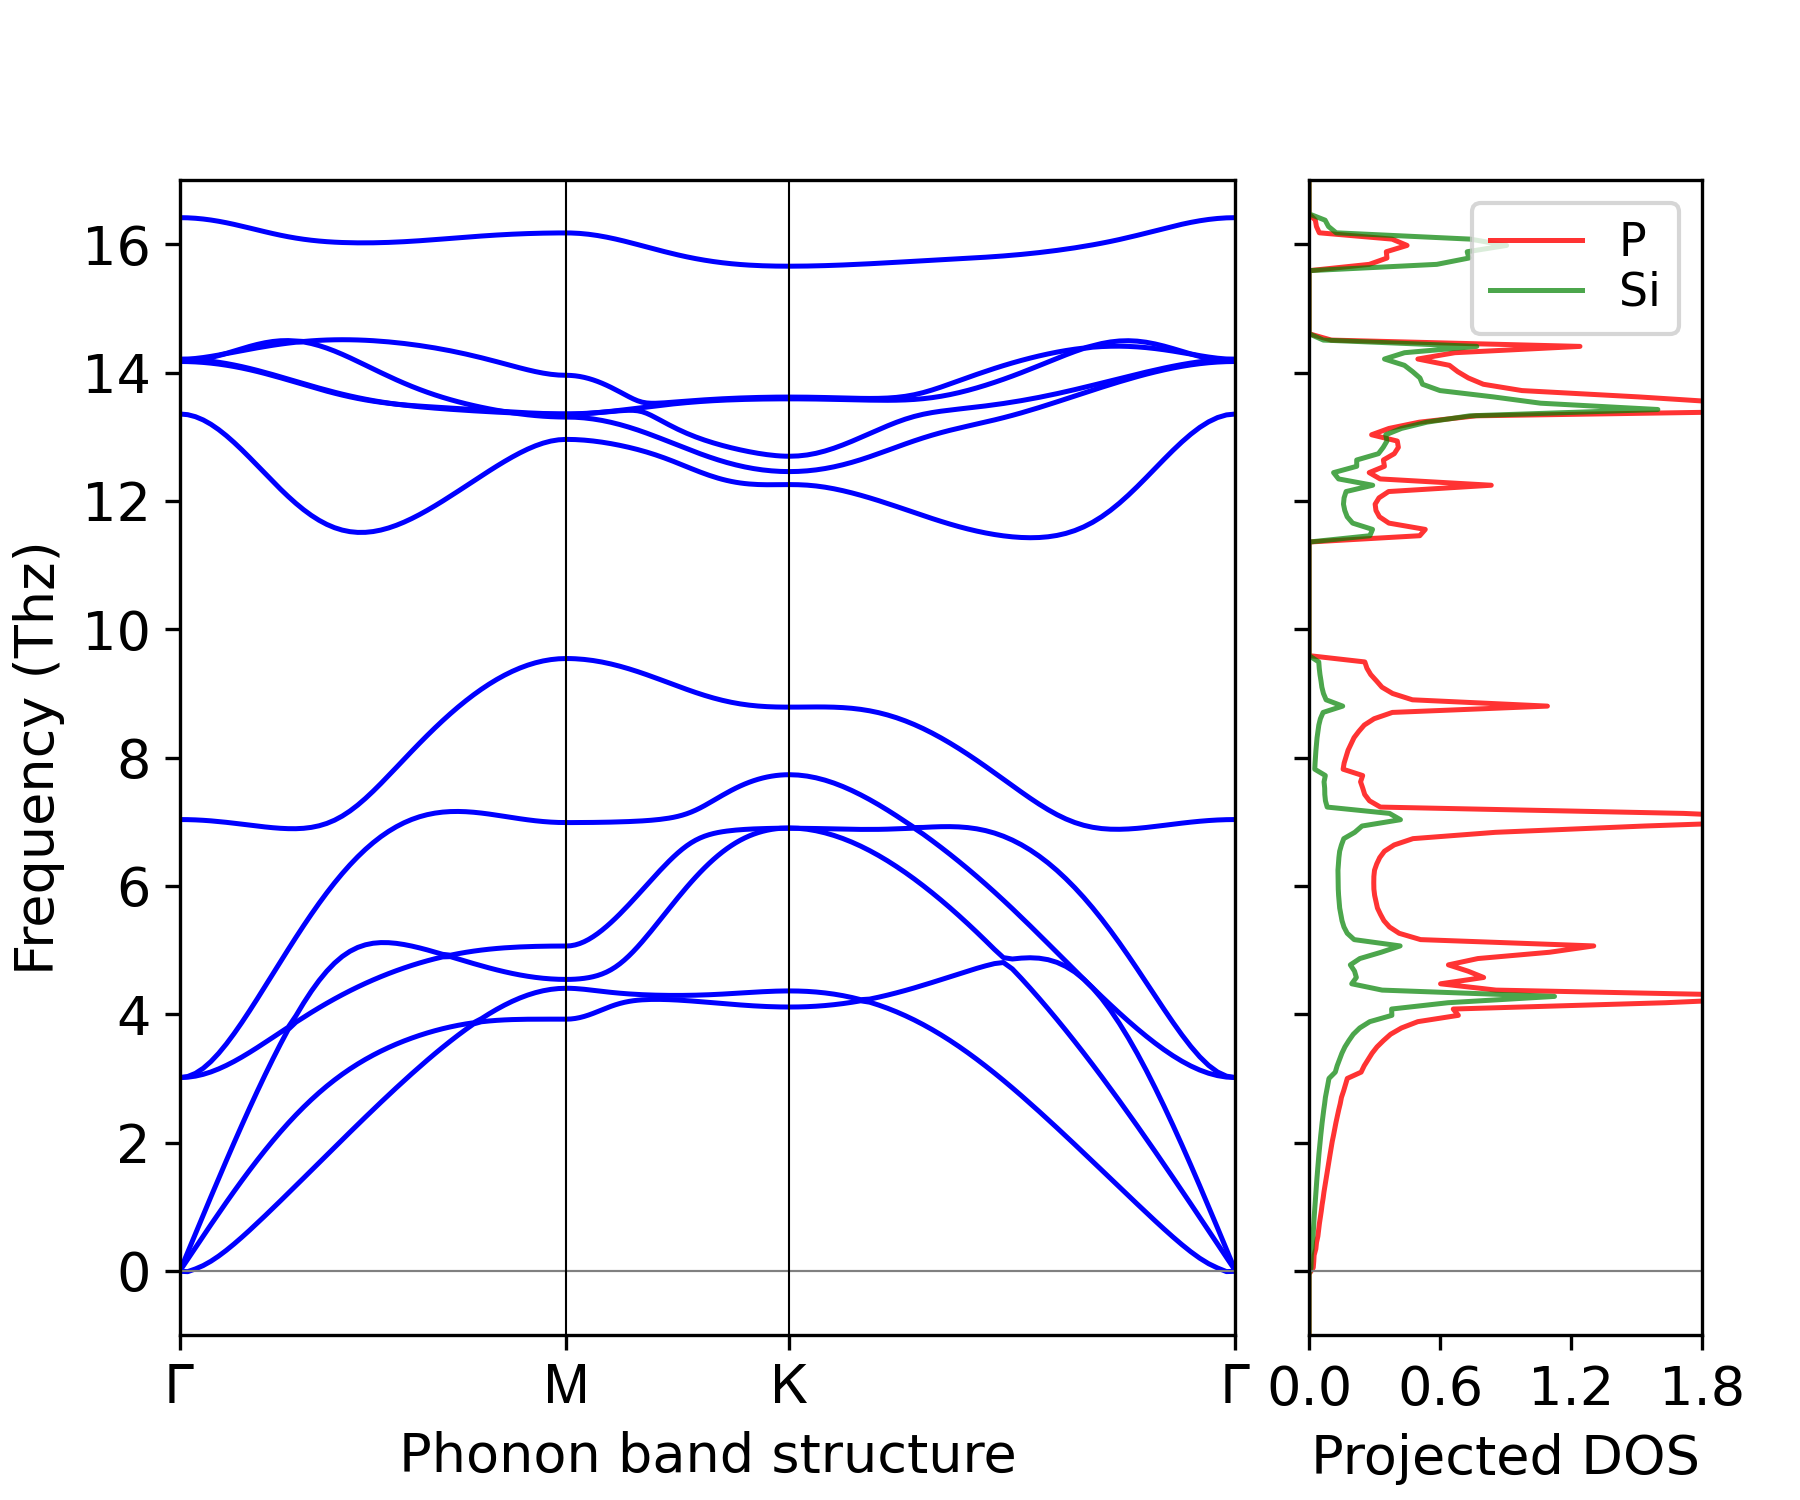 Frequency (Thz)
16
14
12
10
8
6
4
2
0
Γ M K Γ
Phonon band structure
P
Si
0.0 0.6 1.2 1.8
Projected DOS